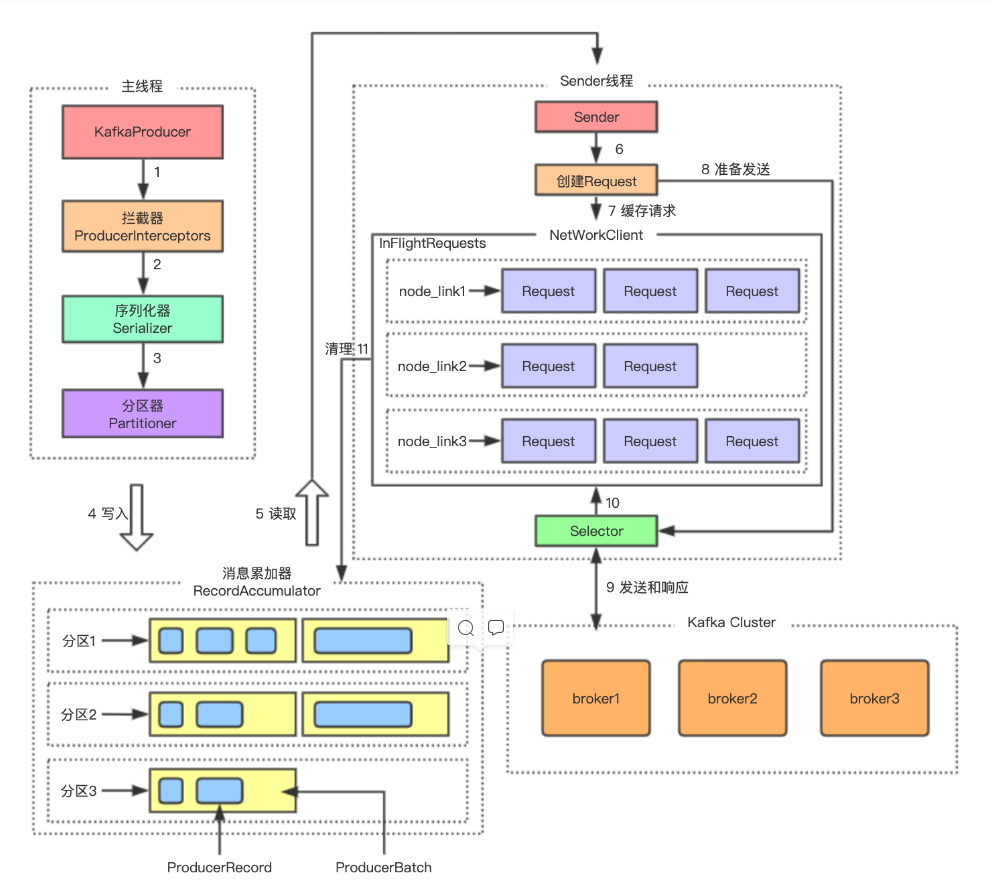 主线程
KafkaProducer
1
拦截器
ProducerInterceptors
2
序列化器
Serializer
3
分区器
Partitioner
4 写入
5 读取
Sender线程
Sender
6
创建Request
8 准备发送
7 缓存请求
NetWorkClient
InFlightRequests
node_link1
Request
Request
Request
node_link2
Request
Request
node_link3
Request
Request
Request
清理 11
10
Selector
9 发送和响应
消息累加器
RecordAccumulator
分区1
分区2
分区3
ProducerRecord
ProducerBatch
Kafka Cluster
broker1
broker2
broker3